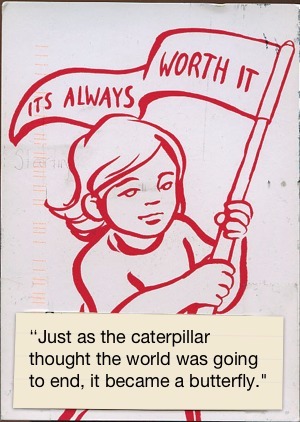 ITS ALWAYS
WORTH IT
“Just as the caterpillar
thought the world was going
to end, it became a butterfly."